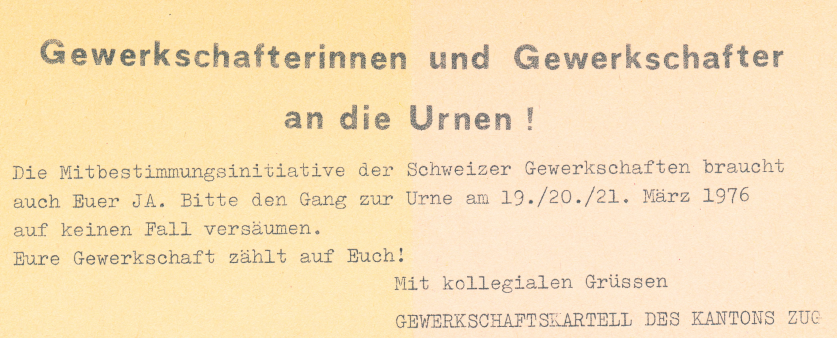 Gewerkschafterinnen und Gewerkschafter
an die Urnen !
Die Mitbestimmungsinitiative der Schweizer Gewerkschaften braucht
auch Euer JA. Bitte den Gang zur Urne am 19./20./21. März 1976
auf keinen Fall versäumen.
Eure Gewerkschaft zählt auf Euch!
Mit kollegialen Grüssen
GEWERKSCHAFTSKARTELL DES KANTONS ZUG